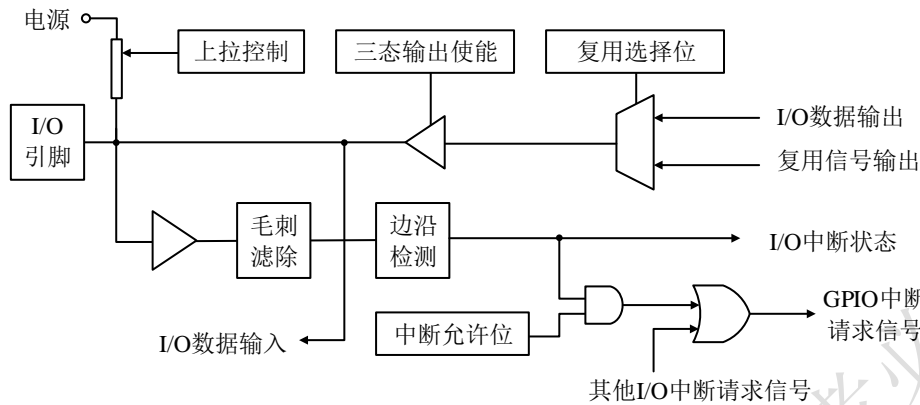 电源
上拉控制
三态输出使能
复用选择位
I/O
引脚
I/O数据输出
复用信号输出
毛刺
滤除
边沿
检测
I/O中断状态
中断允许位
GPIO中断
请求信号
I/O数据输入
其他I/O中断请求信号